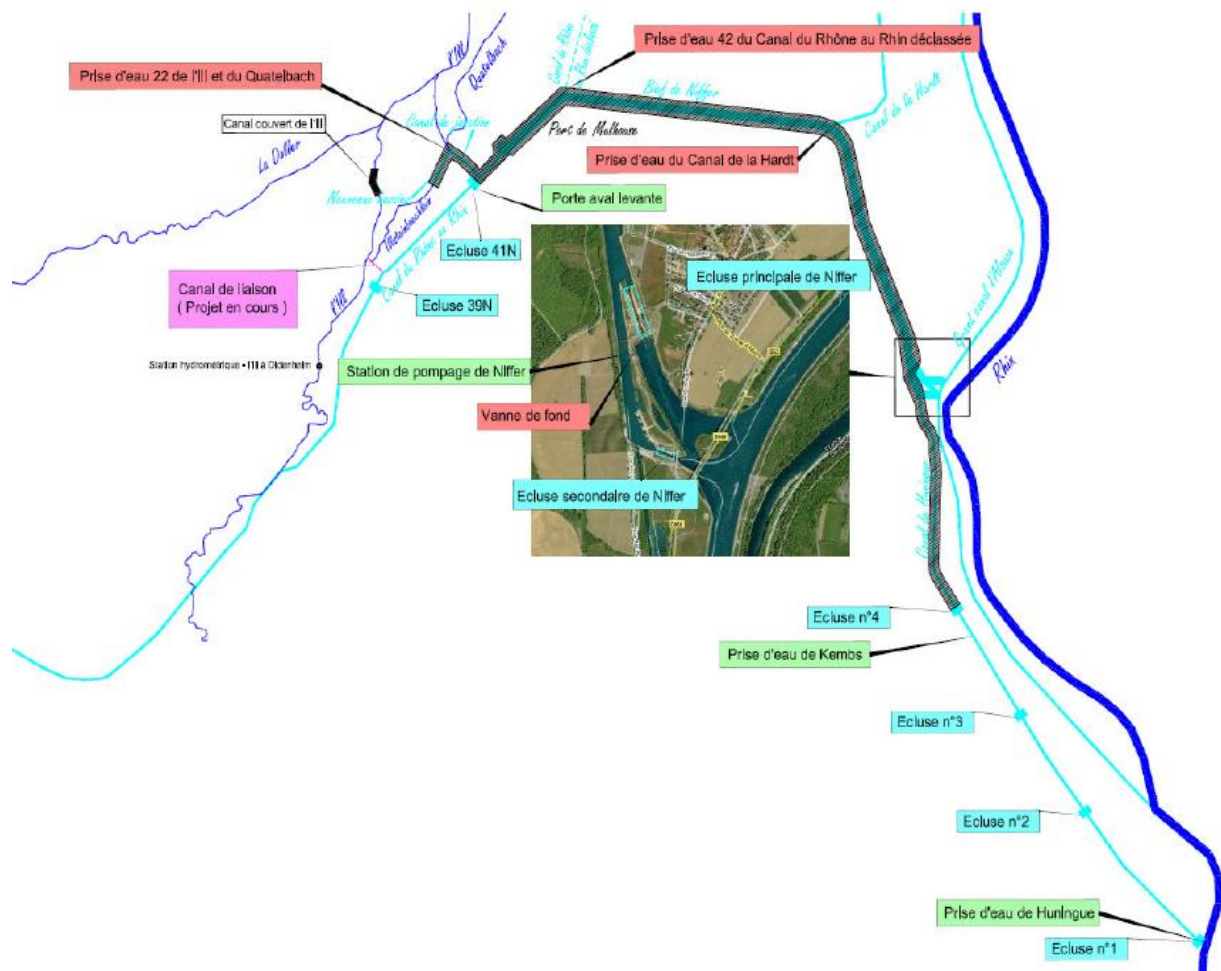 Prise d'eau 42 du Canal du Rhône au Rhin déclassée
Prise d'eau 22 de l'Ill et du Quatelbach
l'Ill
Quatelbach
Canal du Rhône
Bief de Niffer
Canal couvert de l'Ill
Canal de jonction
Port de Mulhouse
Canal de la Hardt
La Doller
Prise d'eau du Canal de la Hardt
Porte aval levante
Canal du Rhône au Rhin
Ecluse 41N
Ecluse principale de Niffer
Canal de liaison
( Projet en cours )
Ecluse 39N
l'Ill
Grand canal d'Alsace
Rhin
Station hydrométrique - l'Ill à Didenheim
Station de pompage de Niffer
Vanne de fond
Ecluse secondaire de Niffer
Canal de Huningue
Ecluse n°4
Prise d'eau de Kembs
Ecluse n°3
Ecluse n°2
Prise d'eau de Huningue
Ecluse n°1